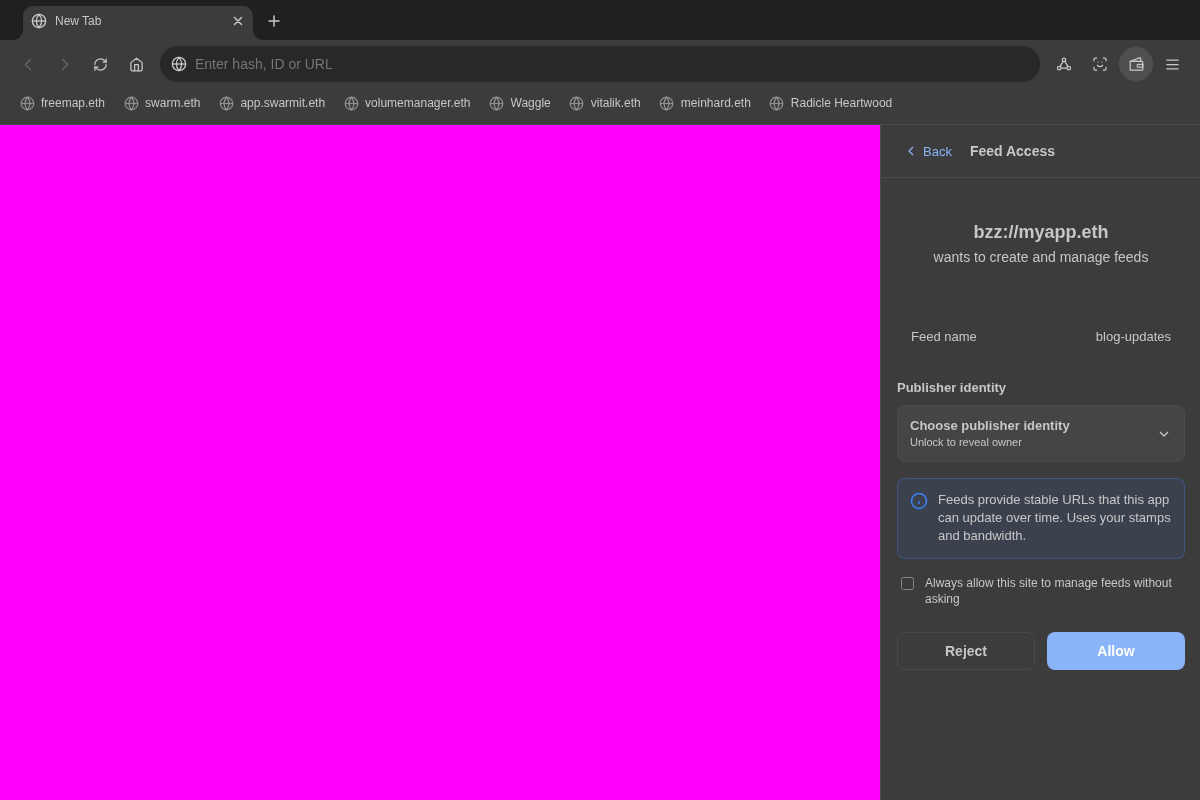 New Tab
Enter hash, ID or URL
freemap.eth swarm.eth app.swarmit.eth volumemanager.eth Waggle vitalik.eth meinhard.eth Radicle Heartwood
Back Feed Access
bzz://myapp.eth
wants to create and manage feeds
Feed name blog-updates
Publisher identity
Choose publisher identity
Unlock to reveal owner
Feeds provide stable URLs that this app
can update over time. Uses your stamps
and bandwidth.
Always allow this site to manage feeds without
asking
Reject Allow